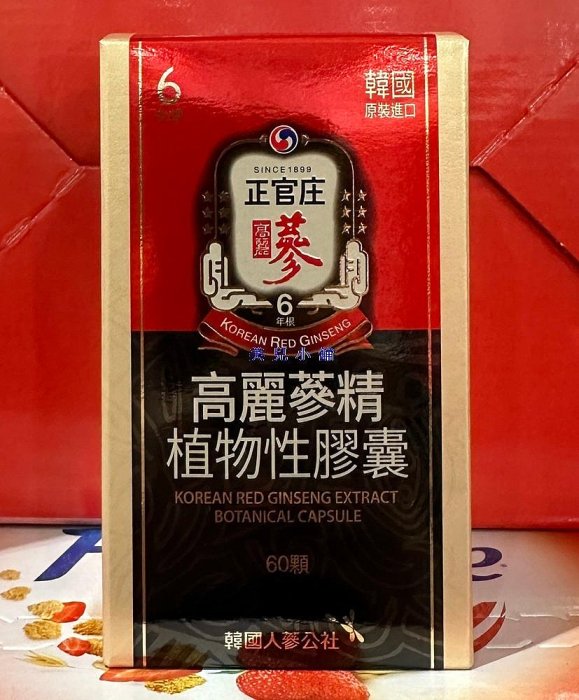 6
韓國
原裝進口
SINCE 1899
正官庄
高麗
蔘
6
年根
KOREAN RED GINSENG
高麗蔘精
植物性膠囊
KOREAN RED GINSENG EXTRACT
BOTANICAL CAPSULE
60顆
韓國人蔘公社